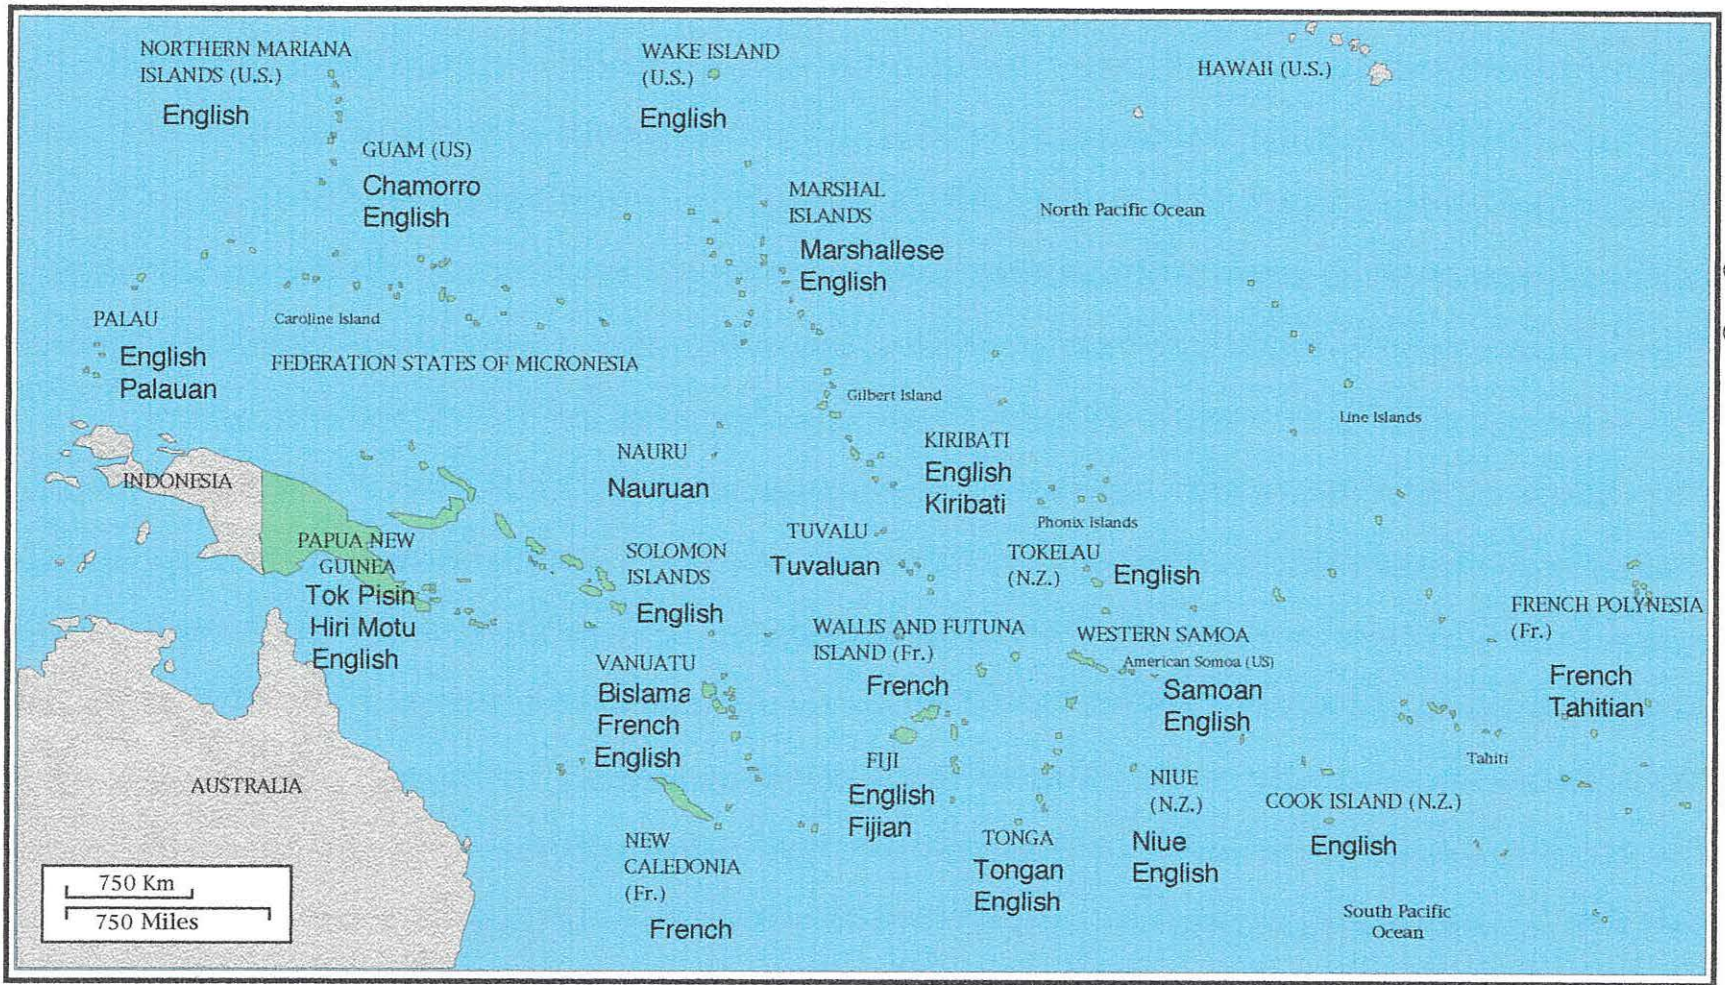 NORTHERN MARIANA
ISLANDS (U.S.)
English
WAKE ISLAND
(U.S.)
English
HAWAII (U.S.)
GUAM (US)
Chamorro
English
MARSHAL
ISLANDS
Marshallese
English
North Pacific Ocean
PALAU
English
Palauan
Caroline Island
FEDERATION STATES OF MICRONESIA
Gilbert Island
Line Islands
INDONESIA
NAURU
Nauruan
KIRIBATI
English
Kiribati
Phonix Islands
PAPUA NEW
GUINEA
Tok Pisin
Hiri Motu
English
SOLOMON
ISLANDS
English
TUVALU
Tuvaluan
TOKELAU
(N.Z.)
English
WALLIS AND FUTUNA
ISLAND (Fr.)
French
WESTERN SAMOA
American Somoa (US)
Samoan
English
FRENCH POLYNESIA
(Fr.)
French
Tahitian
VANUATU
Bislama
French
English
Tahiti
AUSTRALIA
FIJI
English
Fijian
NIUE
(N.Z.)
Niue
English
COOK ISLAND (N.Z.)
English
TONGA
Tongan
English
NEW
CALEDONIA
(Fr.)
French
South Pacific
Ocean
750 Km
750 Miles